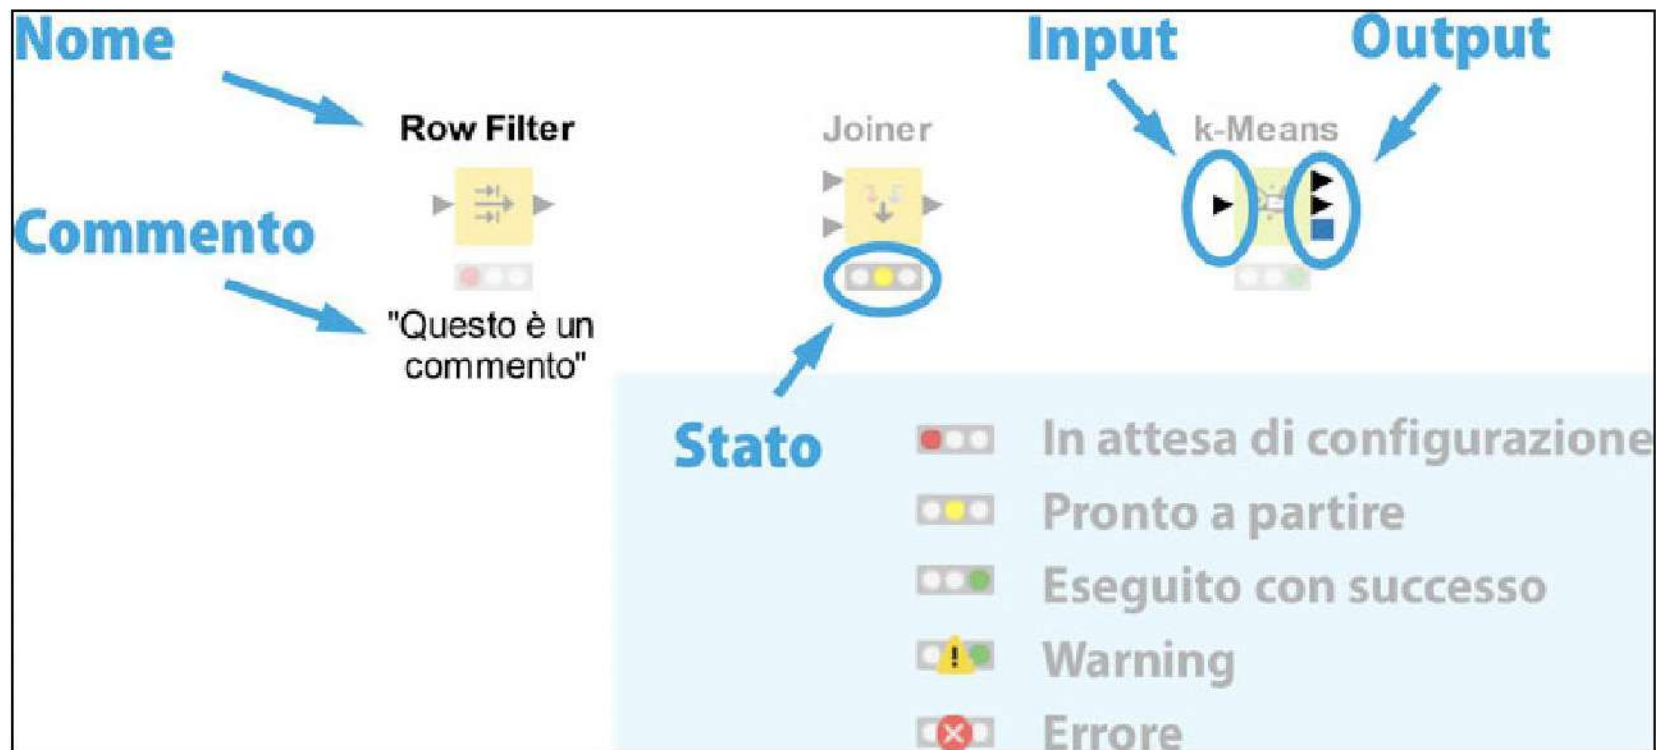 Nome
Input
Output
Row Filter
Joiner
k-Means
Commento
"Questo è un
commento"
Stato
In attesa di configurazione
Pronto a partire
Eseguito con successo
Warning
Errore